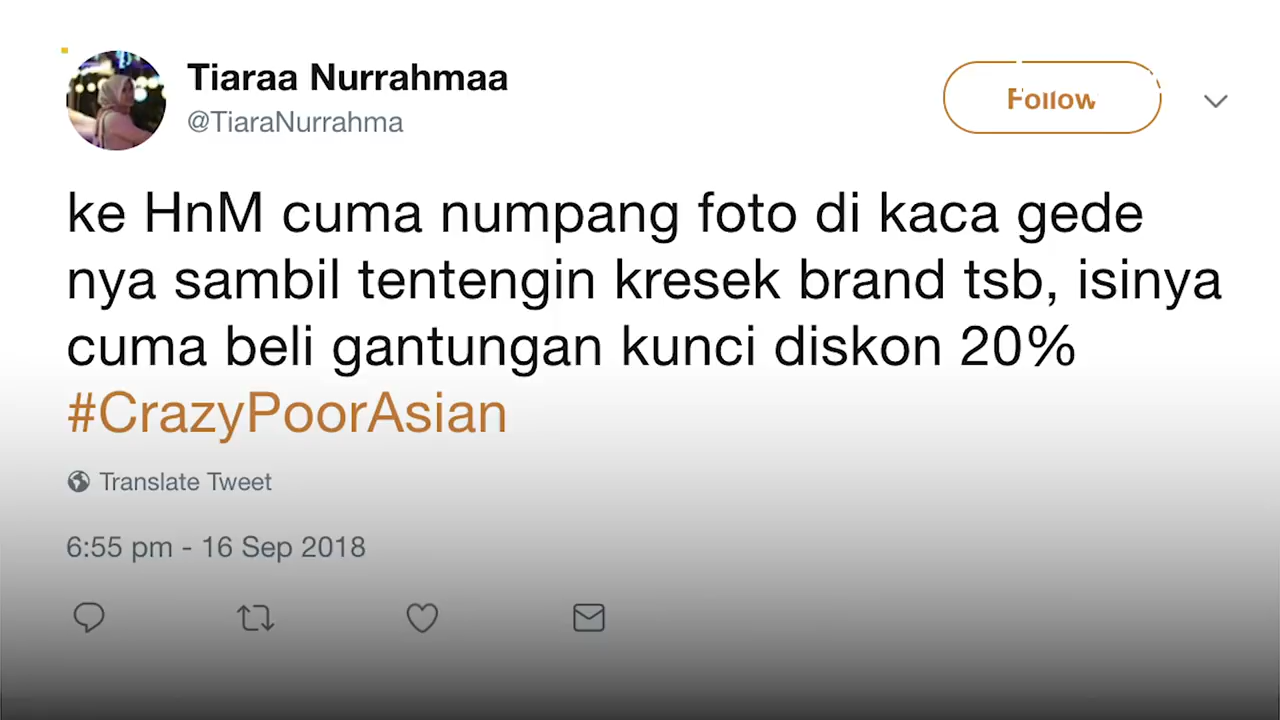 Tiaraa Nurrahmaa
@TiaraNurrahma
Follow
ke HnM cuma numpang foto di kaca gede
nya sambil tentengin kresek brand tsb, isinya
cuma beli gantungan kunci diskon 20%
#CrazyPoorAsian
Translate Tweet
6:55 pm - 16 Sep 2018